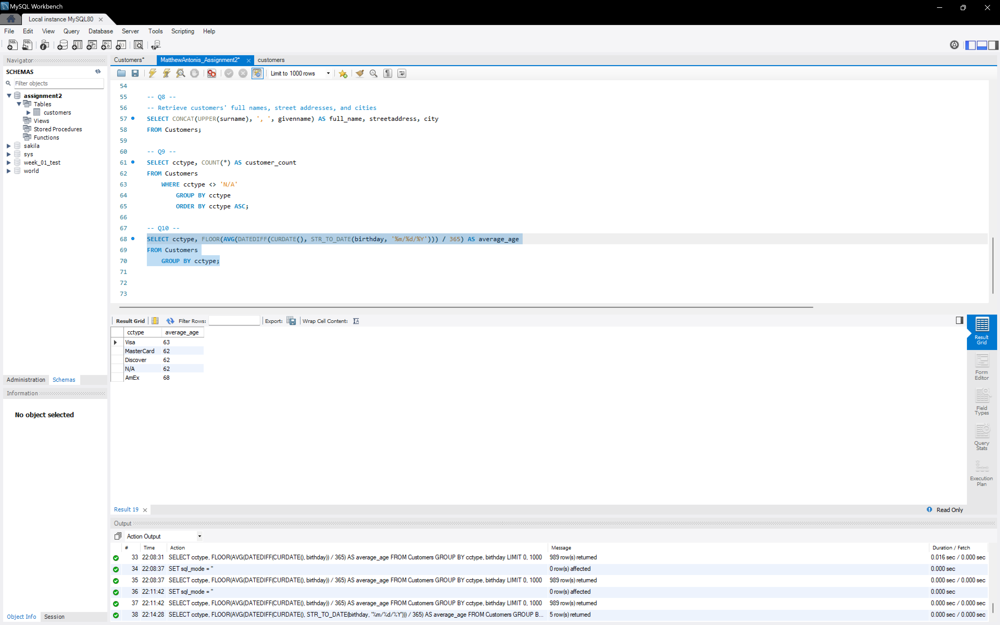 MySQL Workbench
Local instance MySQL80
File Edit View Query Database Server Tools Scripting Help
Navigator
SCHEMAS
Filter objects
assignment2
Tables
customers
Views
Stored Procedures
Functions
sakila
sys
week_01_test
world
Administration Schemas
Information
No object selected
Object Info Session
Customers* MatthewAntonis_Assignment2* customers
Limit to 1000 rows
54
55 -- Q8 --
56 -- Retrieve customers' full names, street addresses, and cities
57 SELECT CONCAT(UPPER(surname), ', ', givenname) AS full_name, streetaddress, city
58 FROM Customers;
59
60 -- Q9 --
61 SELECT cctype, COUNT(*) AS customer_count
62 FROM Customers
63 WHERE cctype <> 'N/A'
64 GROUP BY cctype
65 ORDER BY cctype ASC;
66
67 -- Q10 --
68 SELECT cctype, FLOOR(AVG(DATEDIFF(CURDATE(), STR_TO_DATE(birthday, '%m/%d/%Y'))) / 365) AS average_age
69 FROM Customers
70 GROUP BY cctype;
71
72
73
Result Grid Filter Rows: Export: Wrap Cell Content:
cctype average_age
Visa 63
MasterCard 62
Discover 62
N/A 62
AmEx 68
Result Grid
Form Editor
Field Types
Query Stats
Execution Plan
Result 19 Read Only
Output
Action Output
# Time Action Message Duration / Fetch
33 22:08:31 SELECT cctype, FLOOR(AVG(DATEDIFF(CURDATE(), birthday)) / 365) AS average_age FROM Customers GROUP BY cctype, birthday LIMIT 0, 1000 989 row(s) returned 0.016 sec / 0.000 sec
34 22:08:37 SET sql_mode = '' 0 row(s) affected 0.000 sec
35 22:08:37 SELECT cctype, FLOOR(AVG(DATEDIFF(CURDATE(), birthday)) / 365) AS average_age FROM Customers GROUP BY cctype, birthday LIMIT 0, 1000 989 row(s) returned 0.000 sec / 0.000 sec
36 22:11:42 SET sql_mode = '' 0 row(s) affected 0.000 sec
37 22:11:42 SELECT cctype, FLOOR(AVG(DATEDIFF(CURDATE(), birthday)) / 365) AS average_age FROM Customers GROUP BY cctype, birthday LIMIT 0, 1000 989 row(s) returned 0.000 sec / 0.000 sec
38 22:14:28 SELECT cctype, FLOOR(AVG(DATEDIFF(CURDATE(), STR_TO_DATE(birthday, '%m/%d/%Y'))) / 365) AS average_age FROM Customers GROUP B... 5 row(s) returned 0.000 sec / 0.000 sec